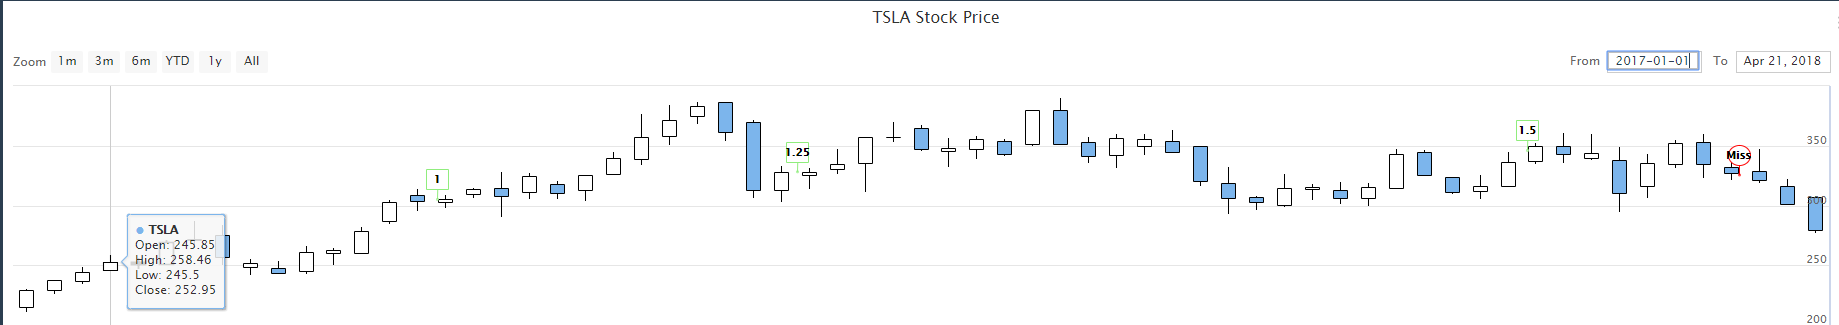 TSLA Stock Price
Zoom 1m 3m 6m YTD 1y All
From 2017-01-01 To Apr 21, 2018
350
1.5
1.25
Miss
1
300
TSLA
Open: 245.85
High: 258.46
250
Low: 245.5
Close: 252.95
200